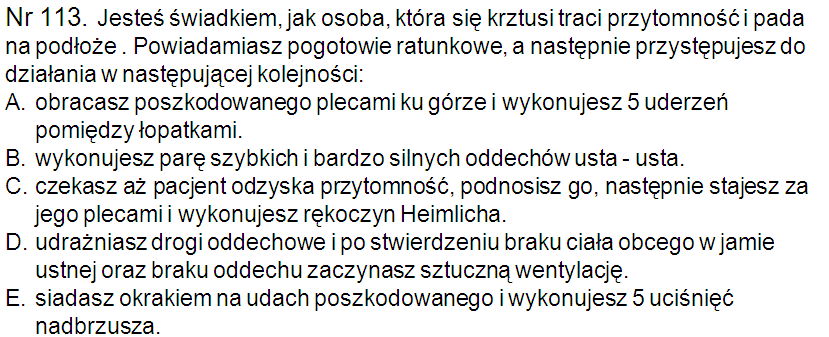 Nr 113. Jesteś świadkiem, jak osoba, która się krztusi traci przytomność i pada
na podłoże . Powiadamiasz pogotowie ratunkowe, a następnie przystępujesz do
działania w następującej kolejności:
A. obracasz poszkodowanego plecami ku górze i wykonujesz 5 uderzeń
pomiędzy łopatkami.
B. wykonujesz parę szybkich i bardzo silnych oddechów usta - usta.
C. czekasz aż pacjent odzyska przytomność, podnosisz go, następnie stajesz za
jego plecami i wykonujesz rękoczyn Heimlicha.
D. udrażniasz drogi oddechowe i po stwierdzeniu braku ciała obcego w jamie
ustnej oraz braku oddechu zaczynasz sztuczną wentylację.
E. siadasz okrakiem na udach poszkodowanego i wykonujesz 5 uciśnięć
nadbrzusza.